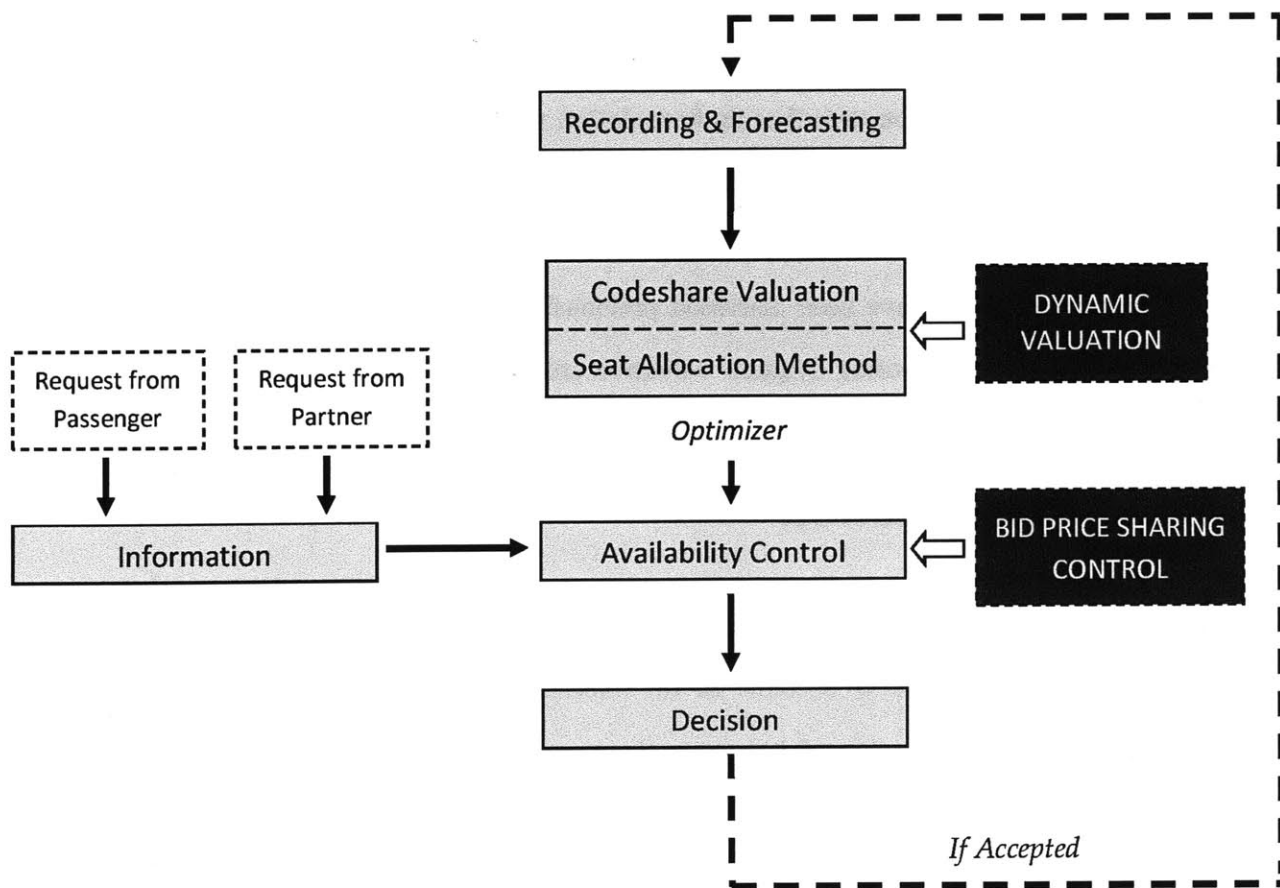 Recording & Forecasting
Codeshare Valuation
Seat Allocation Method
DYNAMIC
VALUATION
Request from
Passenger
Request from
Partner
Optimizer
Information
Availability Control
BID PRICE SHARING
CONTROL
Decision
If Accepted